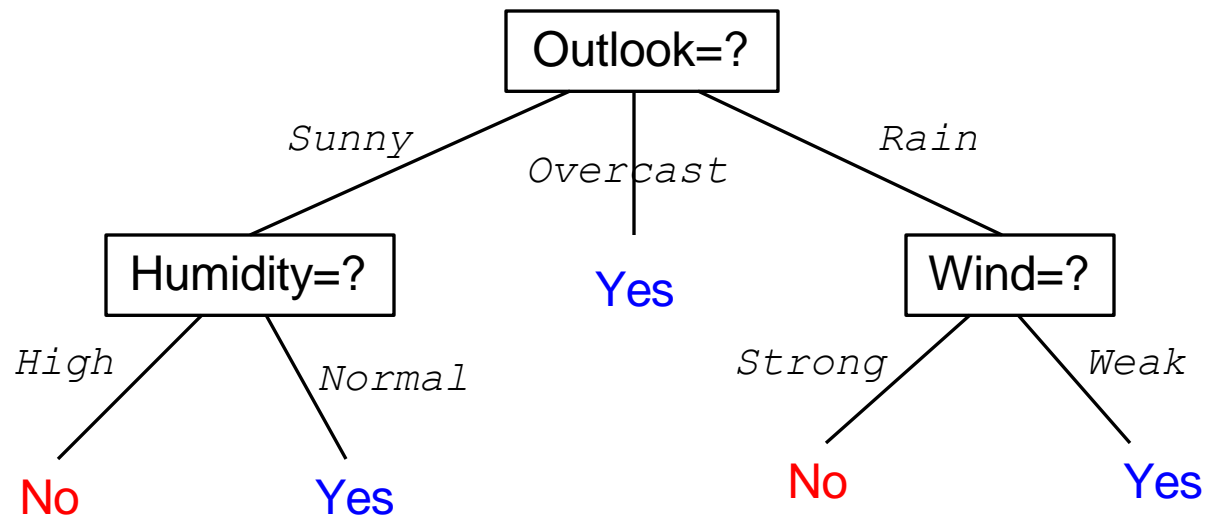 Outlook=?
Sunny
Overcast
Rain
Humidity=?
Yes
Wind=?
High
Normal
Strong
Weak
No
Yes
No
Yes